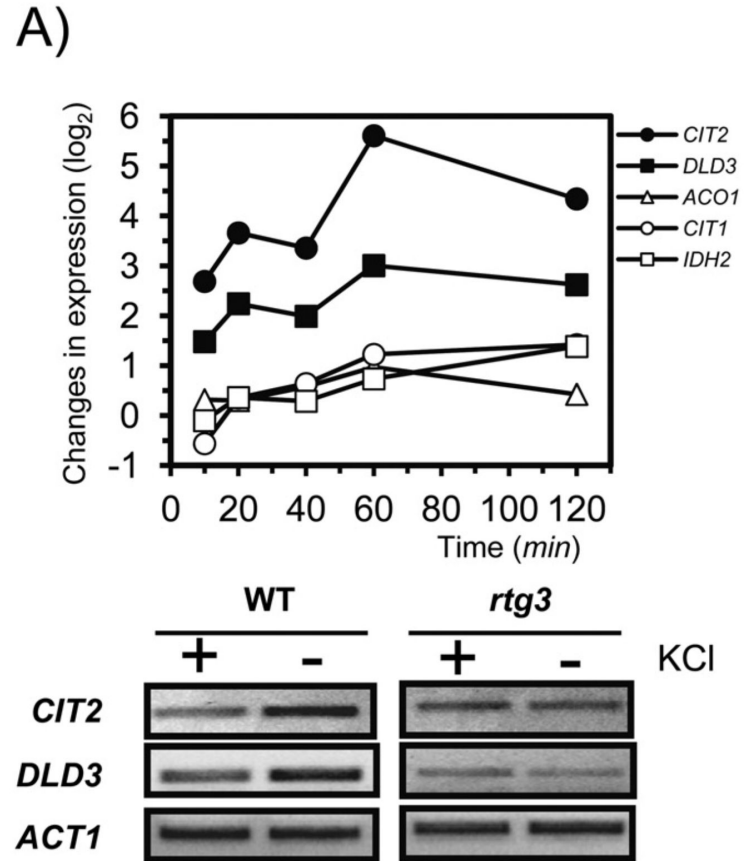 A)
Changes in expression (log2)
6
5
4
3
2
1
0
-1
0 20 40 60 80 100 120
Time (min)
CIT2
DLD3
ACO1
CIT1
IDH2
WT rtg3
+ - + - KCl
CIT2
DLD3
ACT1